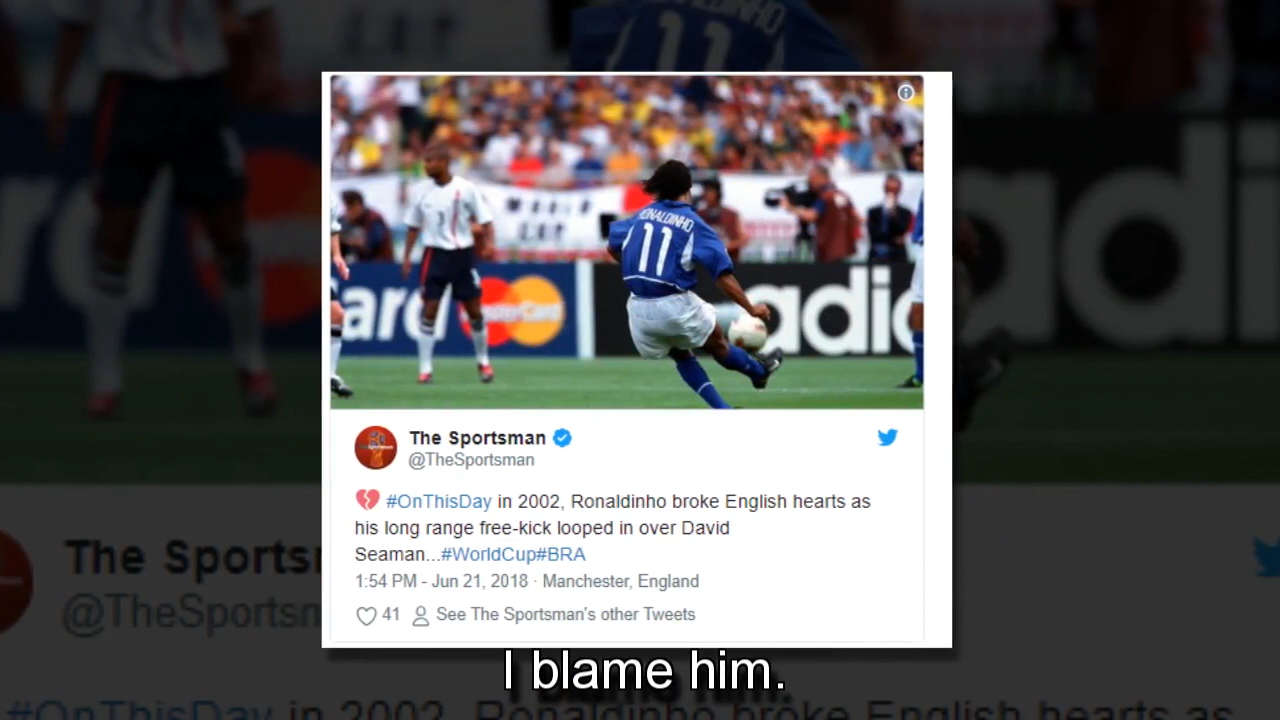 RONALDINHO
11
MasterCard
adi
The Sportsman
@TheSportsman
#OnThisDay in 2002, Ronaldinho broke English hearts as
his long range free-kick looped in over David
Seaman...#WorldCup#BRA
1:54 PM - Jun 21, 2018 · Manchester, England
41 See The Sportsman's other Tweets
I blame him.